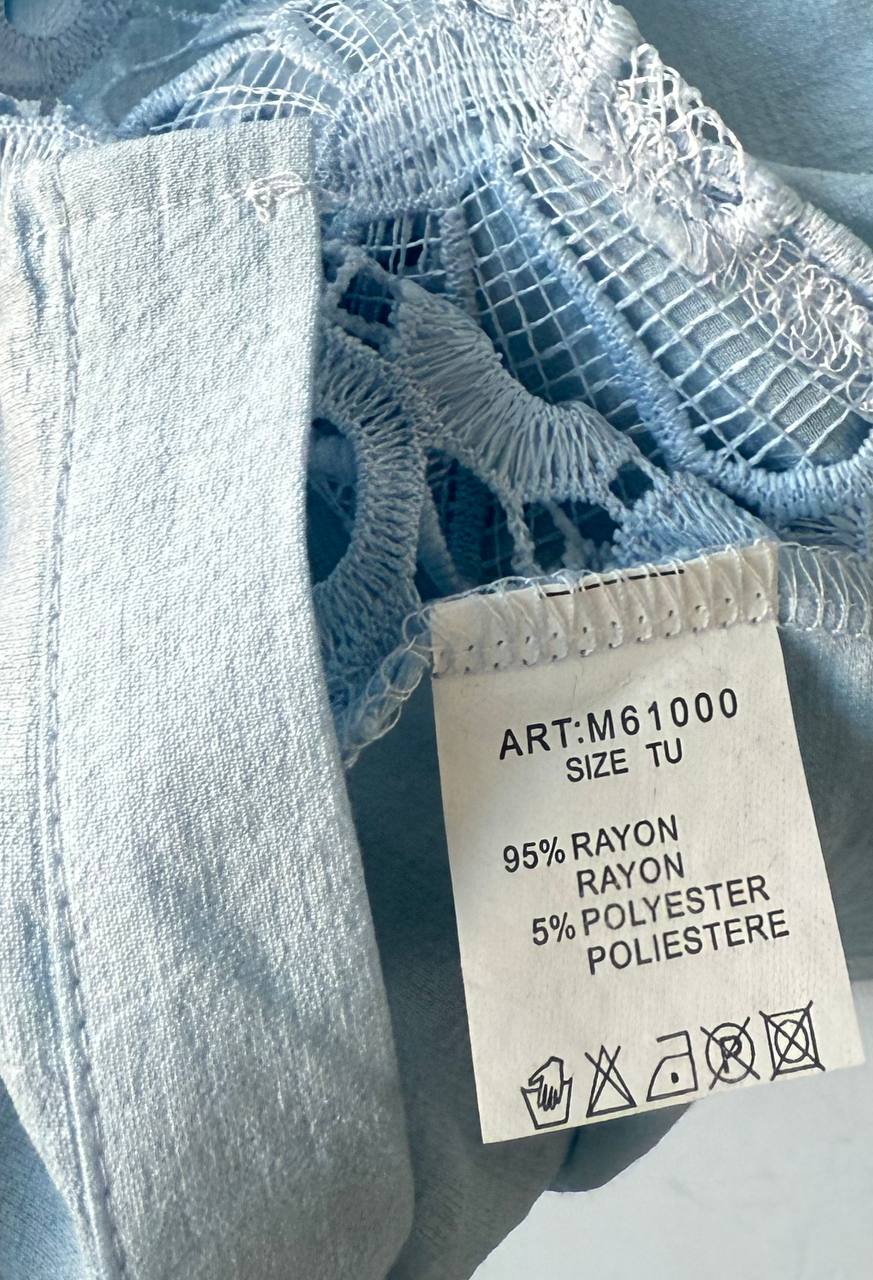 ART:M61000
SIZE TU
95% RAYON
RAYON
5% POLYESTER
POLIESTERE
P